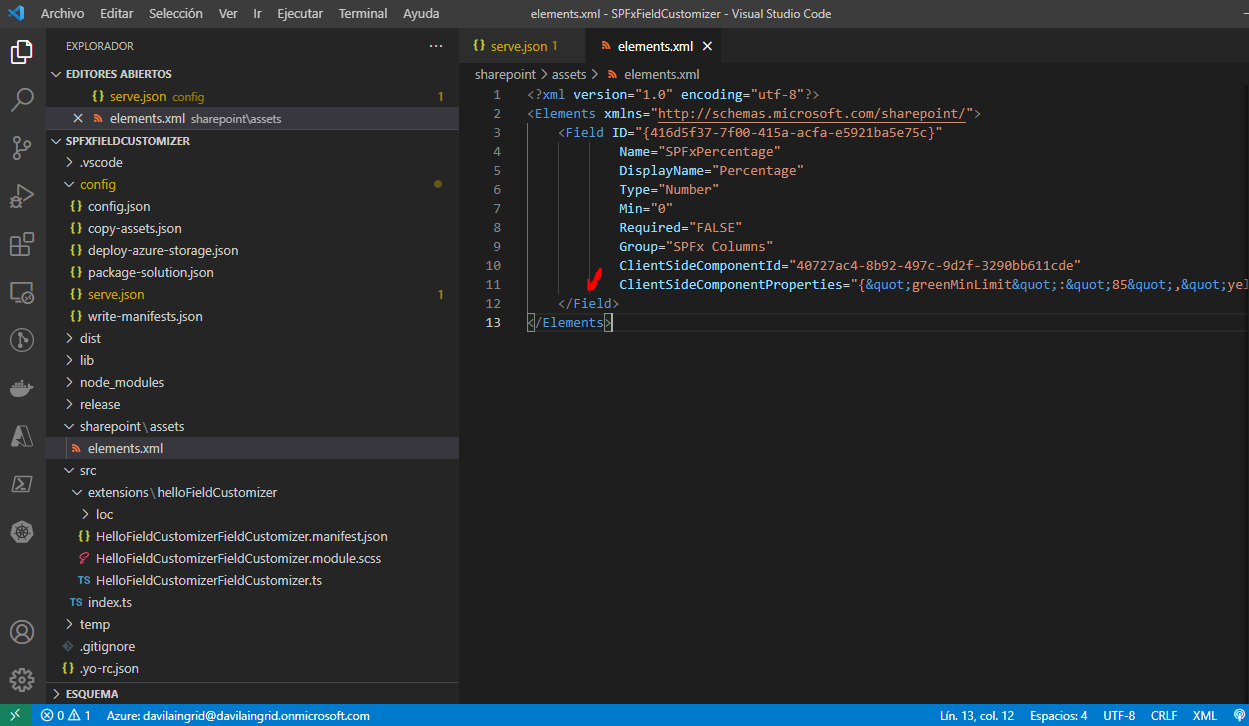 Archivo Editar Selección Ver Ir Ejecutar Terminal Ayuda
elements.xml - SPFxFieldCustomizer - Visual Studio Code
EXPLORADOR
EDITORES ABIERTOS
{} serve.json config 1
elements.xml sharepoint\assets
SPFXFIELDCUSTOMIZER
.vscode
config
{} config.json
{} copy-assets.json
{} deploy-azure-storage.json
{} package-solution.json
{} serve.json 1
{} write-manifests.json
dist
lib
node_modules
release
sharepoint\assets
elements.xml
src
extensions\helloFieldCustomizer
loc
{} HelloFieldCustomizerFieldCustomizer.manifest.json
HelloFieldCustomizerFieldCustomizer.module.scss
TS HelloFieldCustomizerFieldCustomizer.ts
TS index.ts
temp
.gitignore
{} .yo-rc.json
ESQUEMA
{} serve.json 1
elements.xml
sharepoint > assets > elements.xml
1 <?xml version="1.0" encoding="utf-8"?>
2 <Elements xmlns="http://schemas.microsoft.com/sharepoint/">
3 <Field ID="{416d5f37-7f00-415a-acfa-e5921ba5e75c}"
4 Name="SPFxPercentage"
5 DisplayName="Percentage"
6 Type="Number"
7 Min="0"
8 Required="FALSE"
9 Group="SPFx Columns"
10 ClientSideComponentId="40727ac4-8b92-497c-9d2f-3290bb611cde"
11 ClientSideComponentProperties="{&quot;greenMinLimit&quot;:&quot;85&quot;,&quot;yel
12 </Field>
13 </Elements>
0 1 Azure: davilaingrid@davilaingrid.onmicrosoft.com
Lín. 13, col. 12 Espacios: 4 UTF-8 CRLF XML